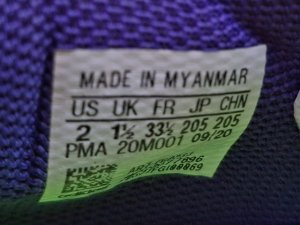 MADE IN MYANMAR
US UK FR JP CHN
2 1½ 33½ 205 205
PMA 20M001 09/20